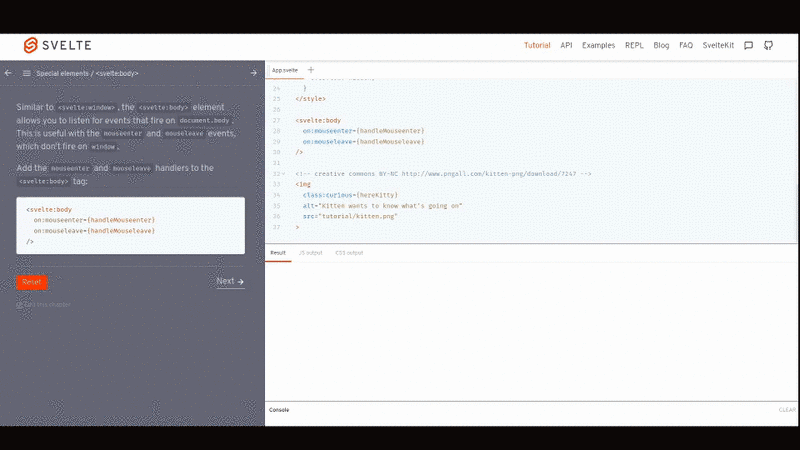 SVELTE
Tutorial API Examples REPL Blog FAQ SvelteKit
Special elements / <svelte:body>
Similar to <svelte:window>, the <svelte:body> element
allows you to listen for events that fire on document.body.
This is useful with the mouseenter and mouseleave events,
which don't fire on window.
Add the mouseenter and mouseleave handlers to the
<svelte:body> tag:
<svelte:body
on:mouseenter={handleMouseenter}
on:mouseleave={handleMouseleave}
/>
Reset
Next
Edit this chapter
App.svelte +
24 }
25 </style>
26
27 <svelte:body
28 on:mouseenter={handleMouseenter}
29 on:mouseleave={handleMouseleave}
30 />
31
32 <!-- creative commons BY-NC http://www.pngall.com/kitten-png/download/7247 -->
33 <img
34 class:curious={hereKitty}
35 alt="Kitten wants to know what's going on"
36 src="tutorial/kitten.png"
37 >
Result JS output CSS output
Console CLEAR